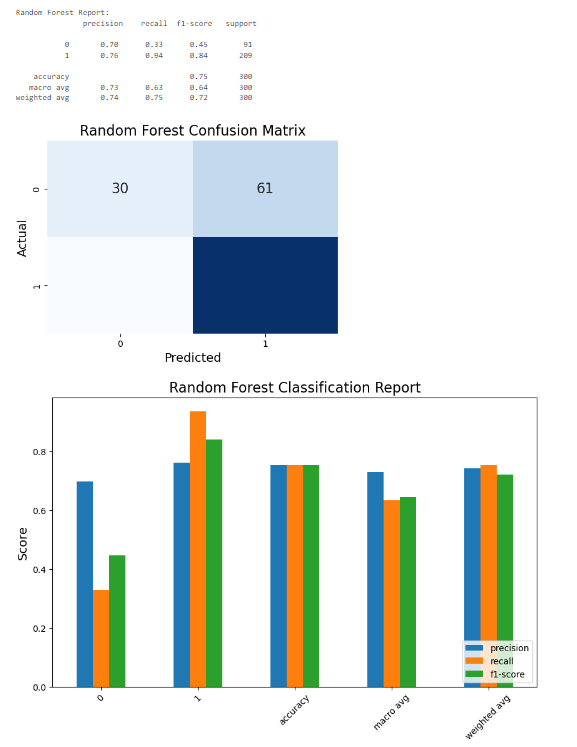 Random Forest Report:
precision recall f1-score support
0 0.70 0.33 0.45 91
1 0.76 0.94 0.84 209
accuracy 0.75 300
macro avg 0.73 0.63 0.64 300
weighted avg 0.74 0.75 0.72 300
Random Forest Confusion Matrix
Actual
0
30 61
1
0 1
Predicted
Random Forest Classification Report
Score
0.8
0.6
0.4
0.2
0.0
precision
recall
f1-score
0 1 accuracy macro avg weighted avg